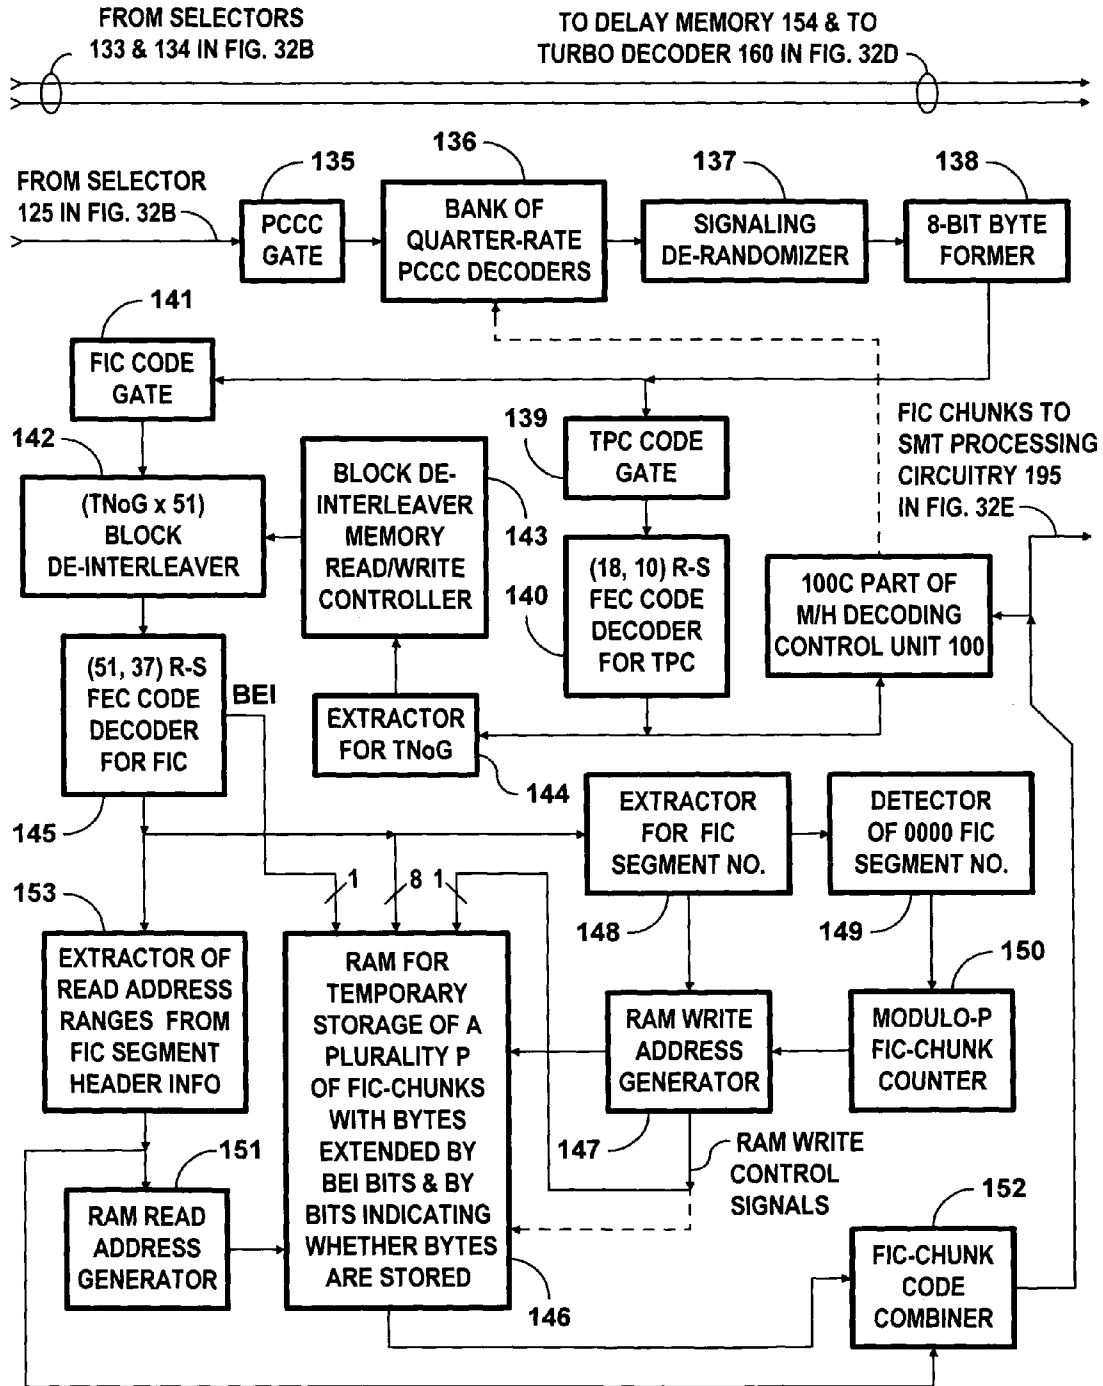 FROM SELECTORS
133 & 134 IN FIG. 32B
TO DELAY MEMORY 154 & TO
TURBO DECODER 160 IN FIG. 32D
FROM SELECTOR
125 IN FIG. 32B
135
PCCC
GATE
136
BANK OF
QUARTER-RATE
PCCC DECODERS
137
SIGNALING
DE-RANDOMIZER
138
8-BIT BYTE
FORMER
141
FIC CODE
GATE
142
(TNoG x 51)
BLOCK
DE-INTERLEAVER
BLOCK DE-
INTERLEAVER
MEMORY
READ/WRITE
CONTROLLER
143
139
TPC CODE
GATE
140
(18, 10) R-S
FEC CODE
DECODER
FOR TPC
FIC CHUNKS TO
SMT PROCESSING
CIRCUITRY 195
IN FIG. 32E
100C PART OF
M/H DECODING
CONTROL UNIT 100
(51, 37) R-S
FEC CODE
DECODER
FOR FIC
BEI
145
EXTRACTOR
FOR TNoG
144
EXTRACTOR
FOR FIC
SEGMENT NO.
148
DETECTOR
OF 0000 FIC
SEGMENT NO.
149
1
8
1
153
EXTRACTOR OF
READ ADDRESS
RANGES FROM
FIC SEGMENT
HEADER INFO
RAM FOR
TEMPORARY
STORAGE OF A
PLURALITY P
OF FIC-CHUNKS
WITH BYTES
EXTENDED BY
BEI BITS & BY
BITS INDICATING
WHETHER BYTES
ARE STORED
146
RAM WRITE
ADDRESS
GENERATOR
147
150
MODULO-P
FIC-CHUNK
COUNTER
RAM WRITE
CONTROL
SIGNALS
151
RAM READ
ADDRESS
GENERATOR
152
FIC-CHUNK
CODE
COMBINER